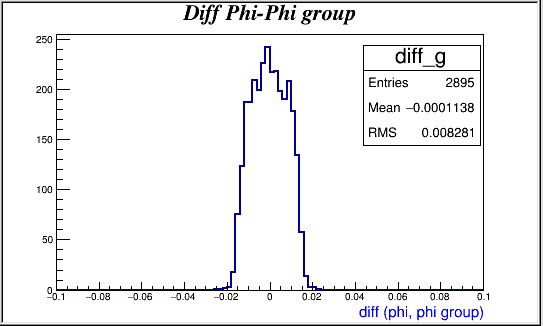 Diff Phi-Phi group
diff_g
Entries 2895
Mean −0.0001138
RMS 0.008281
250
200
150
100
50
0
−0.1 −0.08 −0.06 −0.04 −0.02 0 0.02 0.04 0.06 0.08 0.1
diff (phi, phi group)